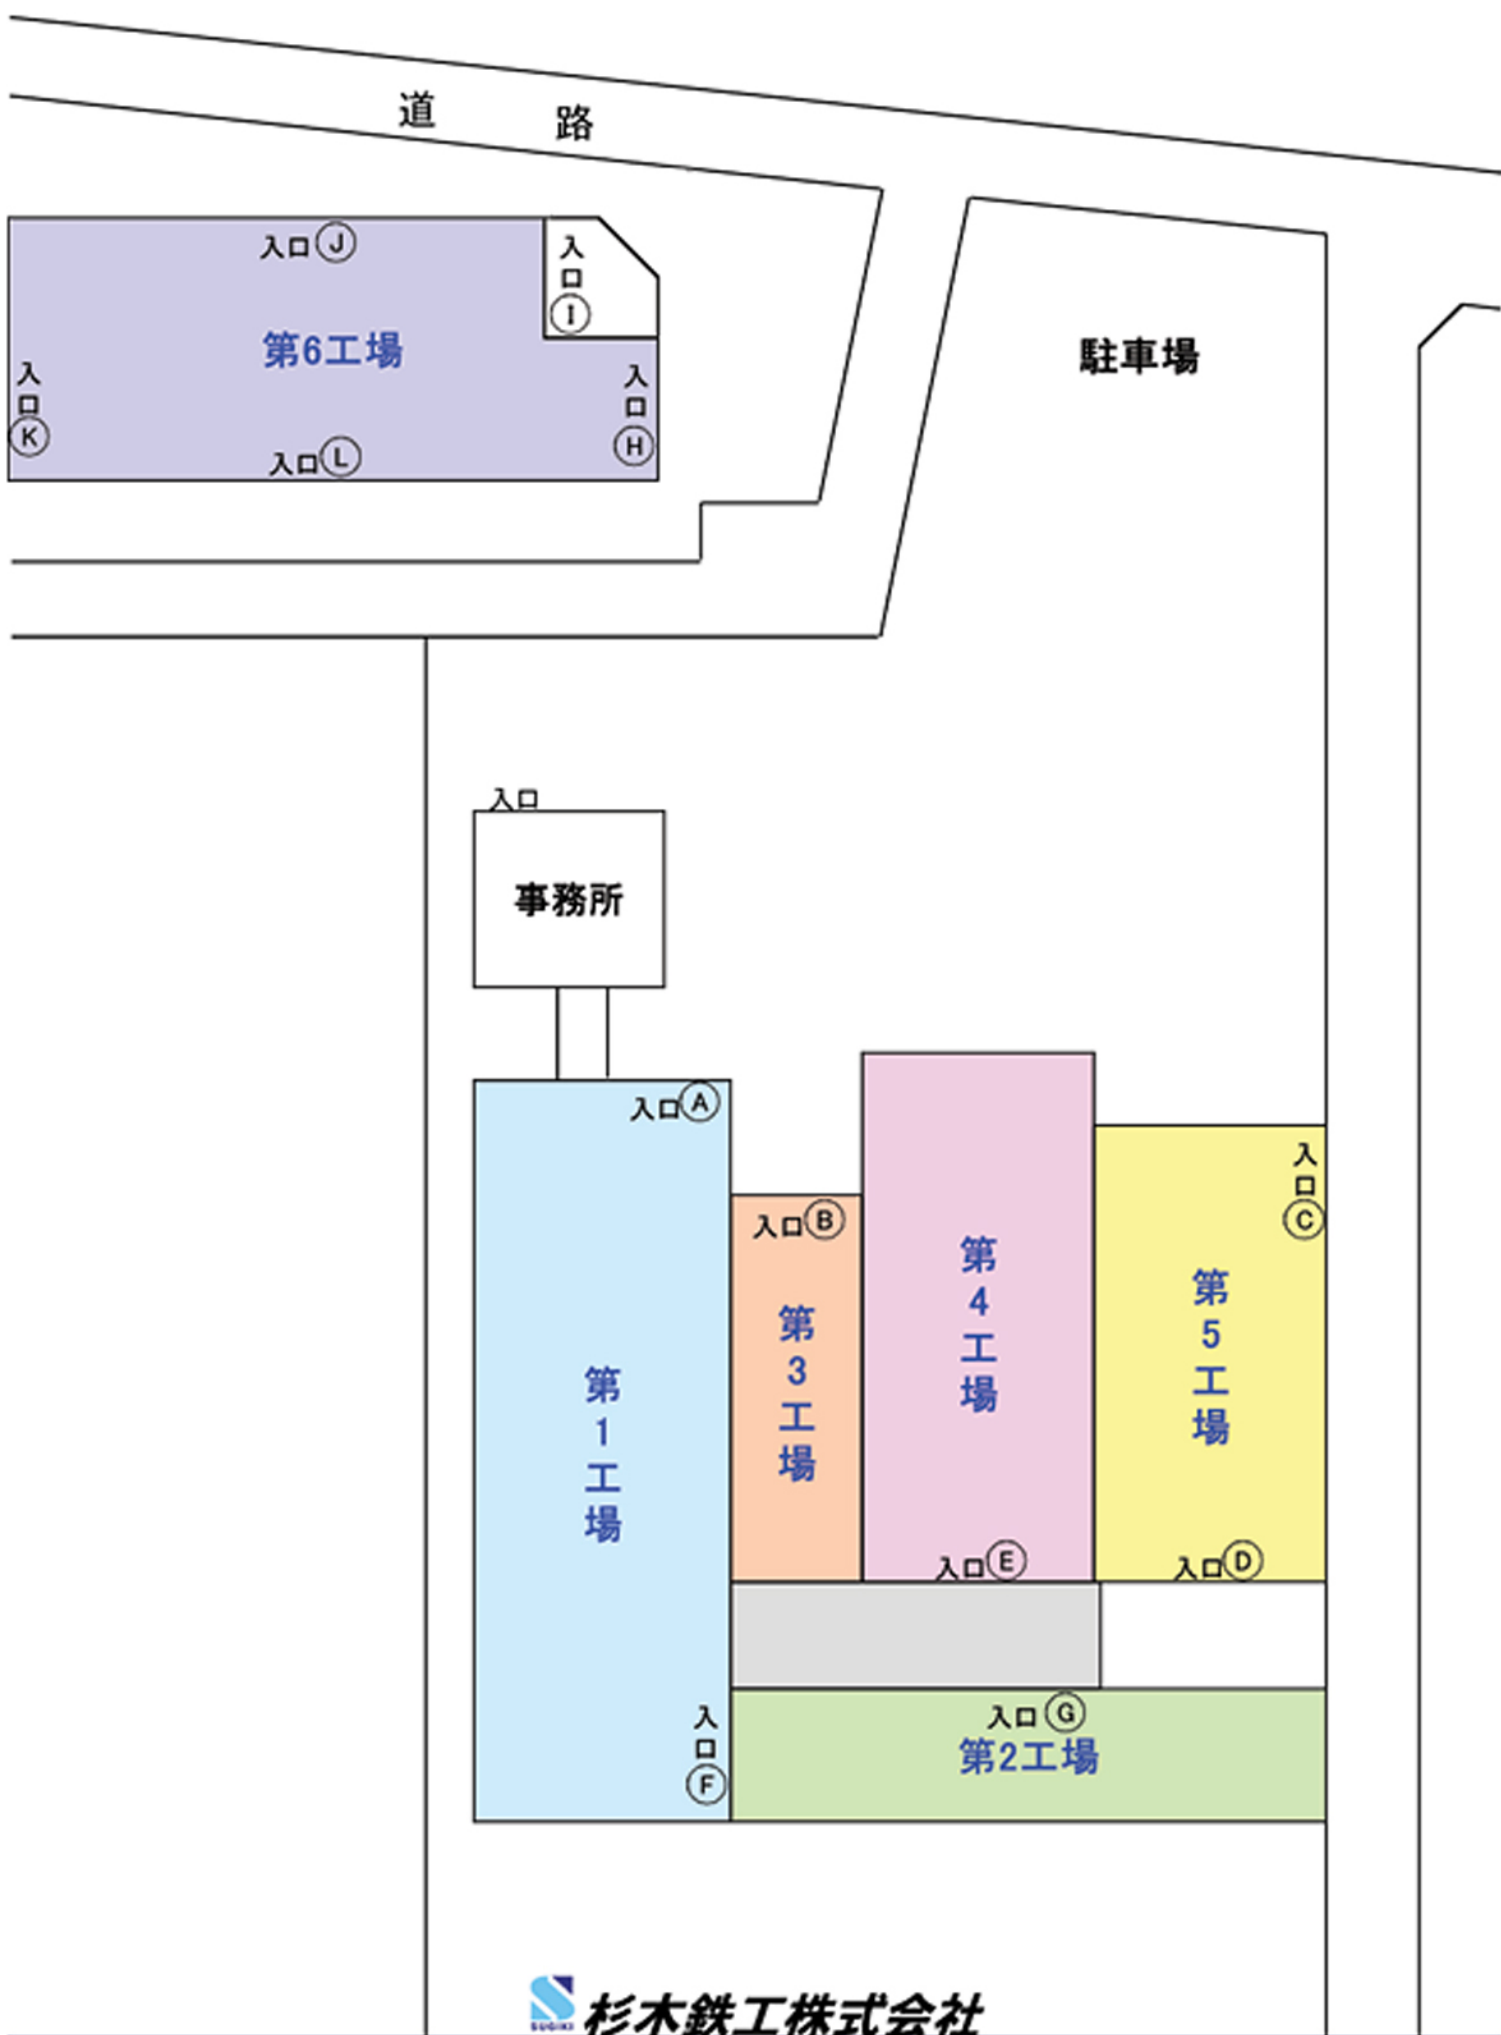 道 路
入口Ⓙ
入口Ⓘ
第6工場
入口Ⓚ
入口Ⓗ
入口Ⓛ
駐車場
入口
事務所
入口Ⓐ
入口Ⓑ
入口Ⓒ
第4工場
第5工場
第3工場
第1工場
入口Ⓔ
入口Ⓓ
入口Ⓕ
入口Ⓖ
第2工場
SUGIKI
杉木鉄工株式会社